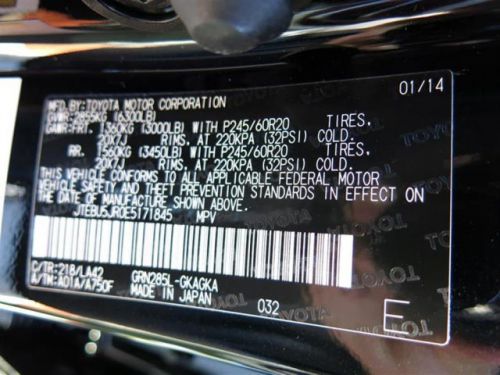 01/14
MFD.BY:TOYOTA MOTOR CORPORATION
GVWR:2855KG (6300LB)
GAWR:FRT. 1360KG (3000LB) WITH P245/60R20 TIRES,
20X7J RIMS, AT 220KPA (32PSI) COLD
RR. 1560KG (3450LB) WITH P245/60R20 TIRES,
20X7J RIMS, AT 220KPA (32PSI) COLD
THIS VEHICLE CONFORMS TO ALL APPLICABLE FEDERAL MOTOR
VEHICLE SAFETY AND THEFT PREVENTION STANDARDS IN EFFECT ON
THE DATE OF MANUFACTURE SHOWN ABOVE.
JTEBU5JR0E5171845 MPV
C/TR:218/LA42 GRN285L-GKAGKA
A/TM:A01A/A750F MADE IN JAPAN 032
E